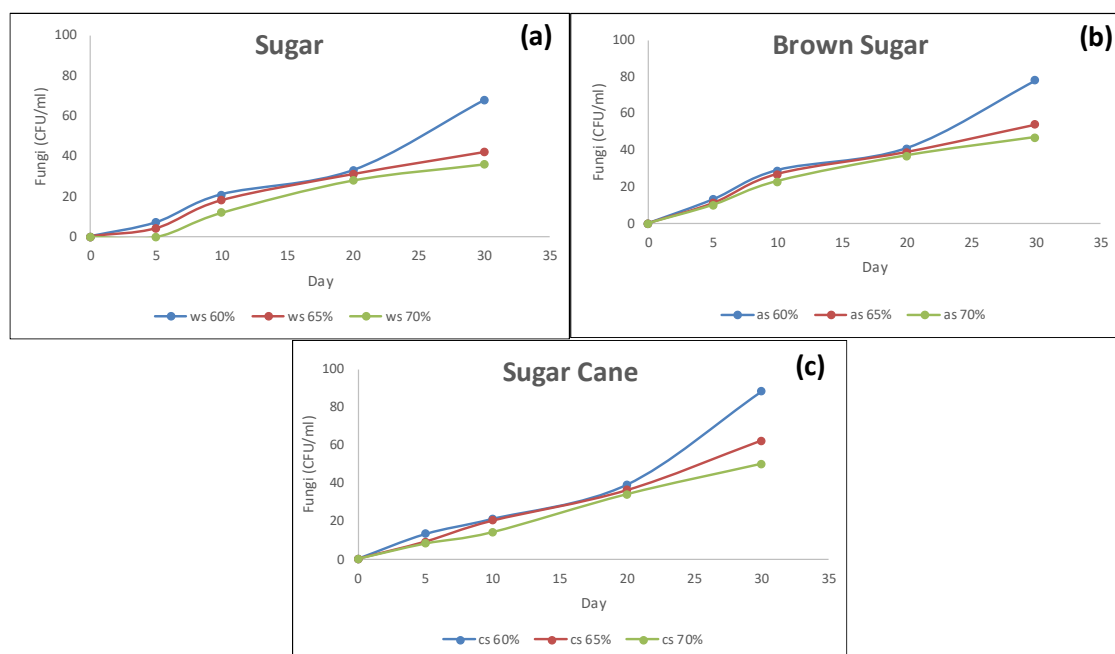 Sugar
(a)
Fungi (CFU/ml)
100
80
60
40
20
0
0 5 10 15 20 25 30 35
Day
ws 60% ws 65% ws 70%
Brown Sugar
(b)
Fungi (CFU/ml)
100
80
60
40
20
0
0 5 10 15 20 25 30 35
Day
as 60% as 65% as 70%
Sugar Cane
(c)
Fungi (CFU/ml)
100
80
60
40
20
0
0 5 10 15 20 25 30 35
Day
cs 60% cs 65% cs 70%